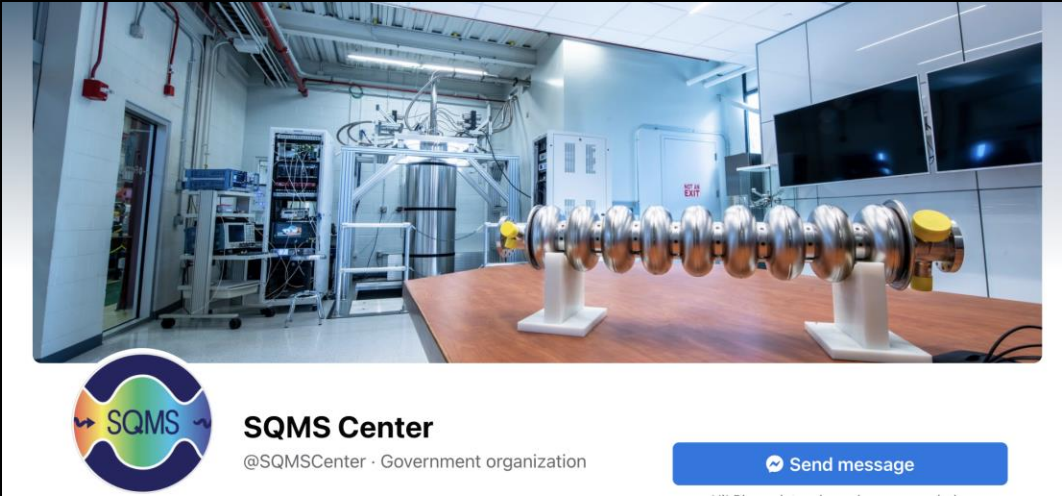 NOT AN
EXIT
SQMS
SQMS Center
@SQMSCenter · Government organization
Send message